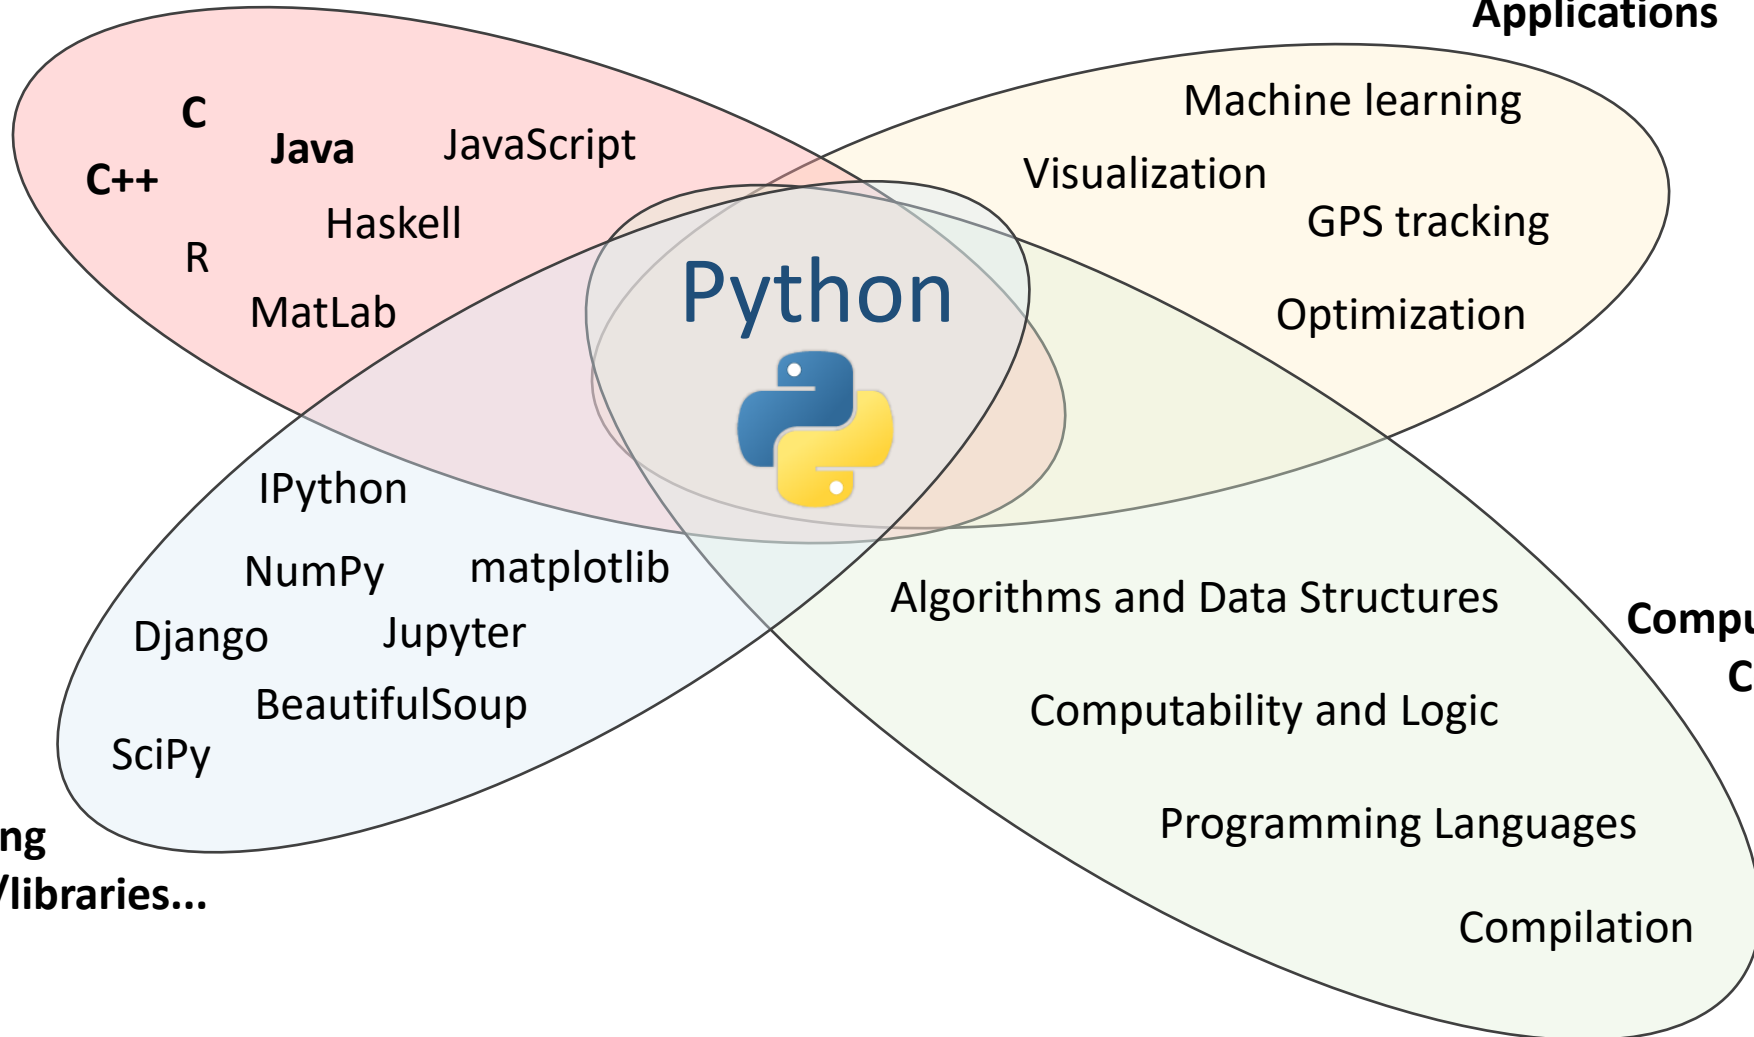 Applications
C
C++
Java
JavaScript
Haskell
R
MatLab
Machine learning
Visualization
GPS tracking
Optimization
Python
IPython
NumPy
matplotlib
Django
Jupyter
BeautifulSoup
SciPy
ng
/libraries...
Algorithms and Data Structures
Computability and Logic
Programming Languages
Compilation
Compu
C